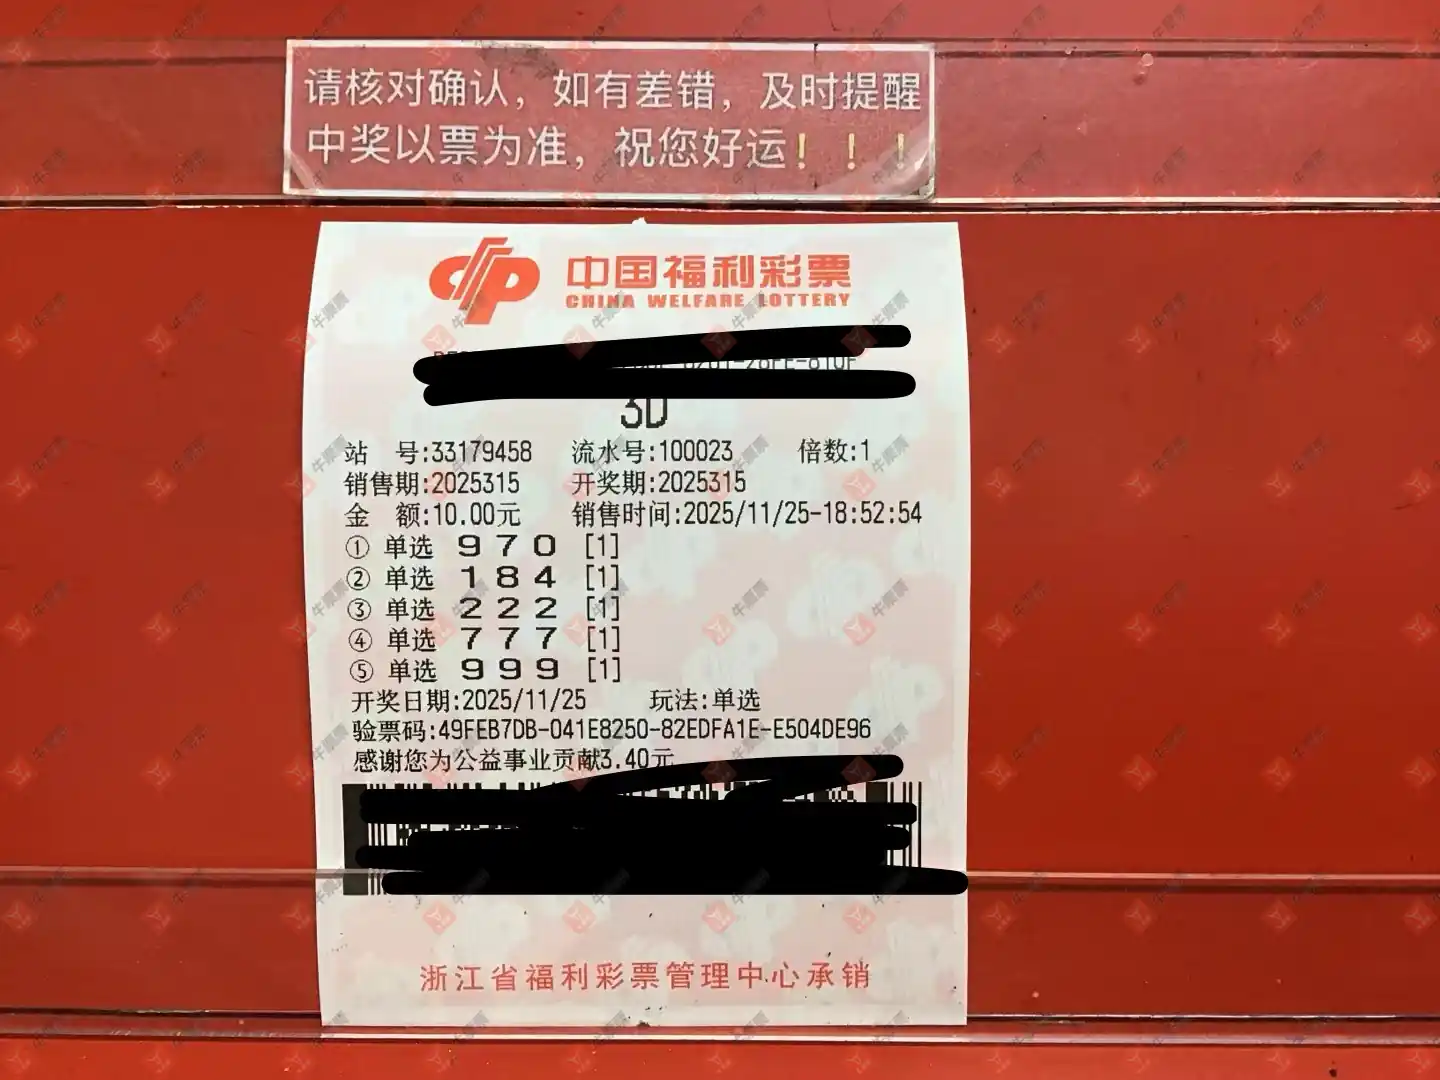 请核对确认，如有差错，及时提醒
中奖以票为准，祝您好运！！！
中国福利彩票
CHINA WELFARE LOTTERY
3D
站 号:33179458 流水号:100023 倍数:1
销售期:2025315 开奖期:2025315
金 额:10.00元 销售时间:2025/11/25-18:52:54
① 单选 9 7 0 [1]
② 单选 1 8 4 [1]
③ 单选 2 2 2 [1]
④ 单选 7 7 7 [1]
⑤ 单选 9 9 9 [1]
开奖日期:2025/11/25 玩法:单选
验票码:49FEB7DB-041E8250-82EDFA1E-E504DE96
感谢您为公益事业贡献3.40元
浙江省福利彩票管理中心承销
牛票票